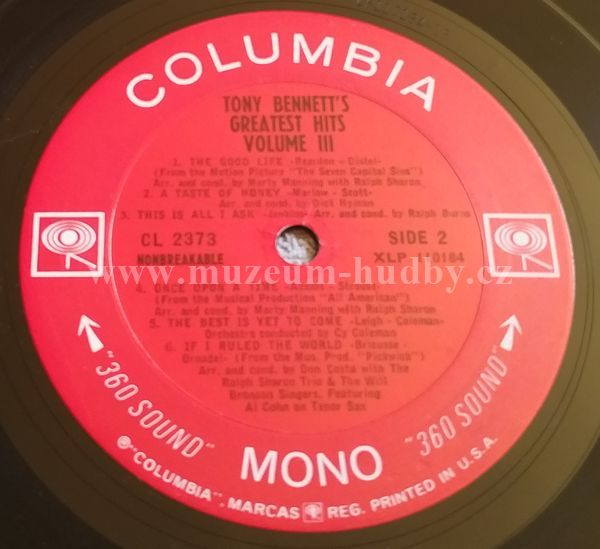 COLUMBIA
TONY BENNETT'S
GREATEST HITS
VOLUME III
1. THE GOOD LIFE -Reardon - Distel-
(From the Motion Picture "The Seven Capital Sins")
Arr. and cond. by Marty Manning with Ralph Sharon
2. A TASTE OF HONEY -Marlow - Scott-
Arr. and cond. by Dick Hyman
3. THIS IS ALL I ASK -Jenkins- Arr. and cond. by Ralph Burns
CL 2373
SIDE 2
NONBREAKABLE
XLP 110184
www.muzeum-hudby.cz
4. ONCE UPON A TIME -Adams - Strouse-
(From the Musical Production "All American")
Arr. and cond. by Marty Manning with Ralph Sharon
5. THE BEST IS YET TO COME -Leigh - Coleman-
Orchestra conducted by Cy Coleman
6. IF I RULED THE WORLD -Bricusse -
Ornadel- (From the Mus. Prod. "Pickwick")
Arr. and cond. by Don Costa with The
Ralph Sharon Trio & The Will
Bronson Singers, Featuring
Al Cohn on Tenor Sax
"360 SOUND"
MONO
"360 SOUND"
℗"COLUMBIA", MARCAS REG. PRINTED IN U.S.A.